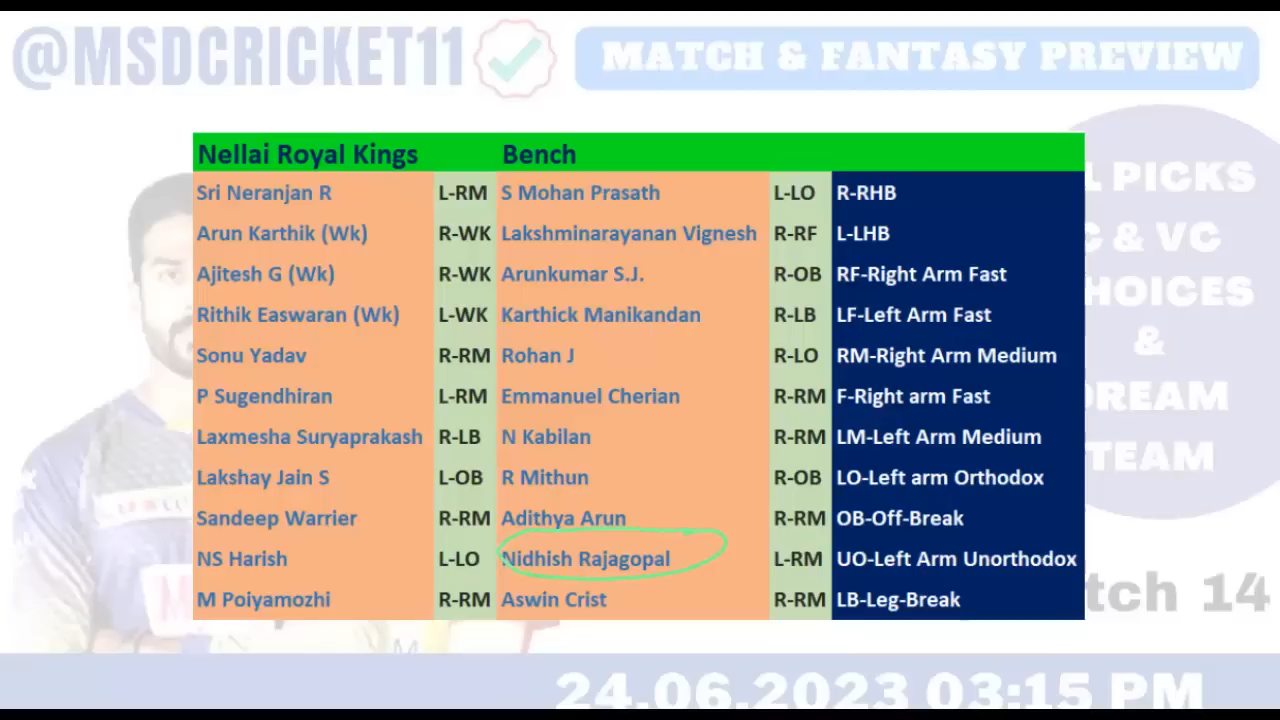 @MSDCRICKET11 MATCH & FANTASY PREVIEW
Nellai Royal Kings Bench
Sri Neranjan R L-RM S Mohan Prasath L-LO R-RHB
Arun Karthik (Wk) R-WK Lakshminarayanan Vignesh R-RF L-LHB
Ajitesh G (Wk) R-WK Arunkumar S.J. R-OB RF-Right Arm Fast
Rithik Easwaran (Wk) L-WK Karthick Manikandan R-LB LF-Left Arm Fast
Sonu Yadav R-RM Rohan J R-LO RM-Right Arm Medium
P Sugendhiran L-RM Emmanuel Cherian R-RM F-Right arm Fast
Laxmesha Suryaprakash R-LB N Kabilan R-RM LM-Left Arm Medium
Lakshay Jain S L-OB R Mithun R-OB LO-Left arm Orthodox
Sandeep Warrier R-RM Adithya Arun R-RM OB-Off-Break
NS Harish L-LO Nidhish Rajagopal L-RM UO-Left Arm Unorthodox
M Poiyamozhi R-RM Aswin Crist R-RM LB-Leg-Break
PICKS
& VC
&
TEAM
14
24.06.2023 03:15 PM